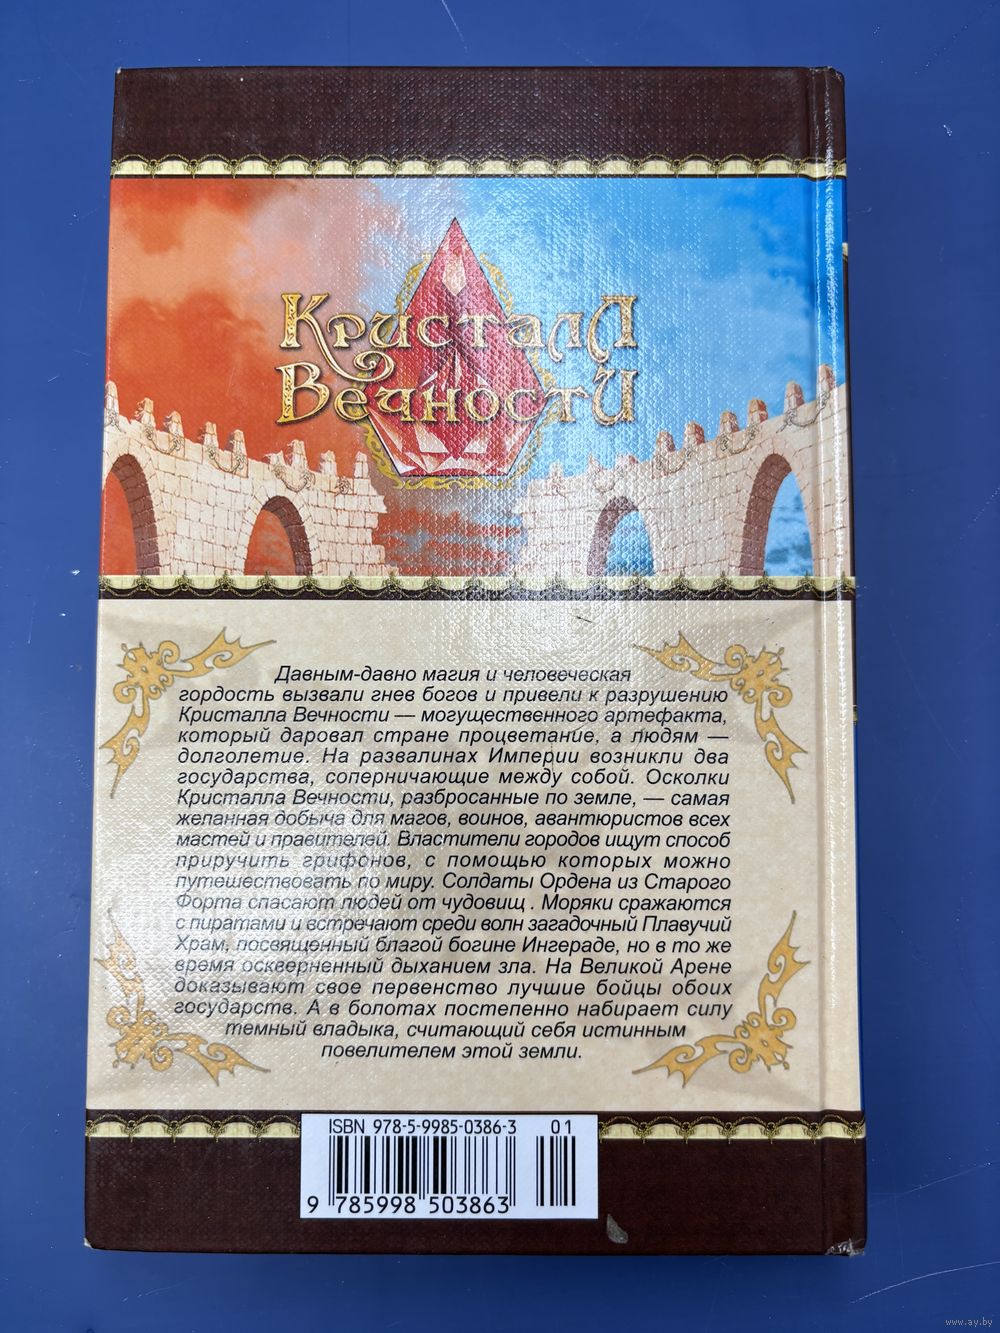 Кристалл
Вечности
Давным-давно магия и человеческая
гордость вызвали гнев богов и привели к разрушению
Кристалла Вечности — могущественного артефакта,
который даровал стране процветание, а людям —
долголетие. На развалинах Империи возникли два
государства, соперничающие между собой. Осколки
Кристалла Вечности, разбросанные по земле, — самая
желанная добыча для магов, воинов, авантюристов всех
мастей и правителей. Властители городов ищут способ
приручить грифонов, с помощью которых можно
путешествовать по миру. Солдаты Ордена из Старого
Форта спасают людей от чудовищ . Моряки сражаются
с пиратами и встречают среди волн загадочный Плавучий
Храм, посвященный благой богине Ингераде, но в то же
время оскверненный дыханием зла. На Великой Арене
доказывают свое первенство лучшие бойцы обоих
государств. А в болотах постепенно набирает силу
темный владыка, считающий себя истинным
повелителем этой земли.
ISBN 978-5-9985-0386-3 01
9 785998 503863
www.ay.by